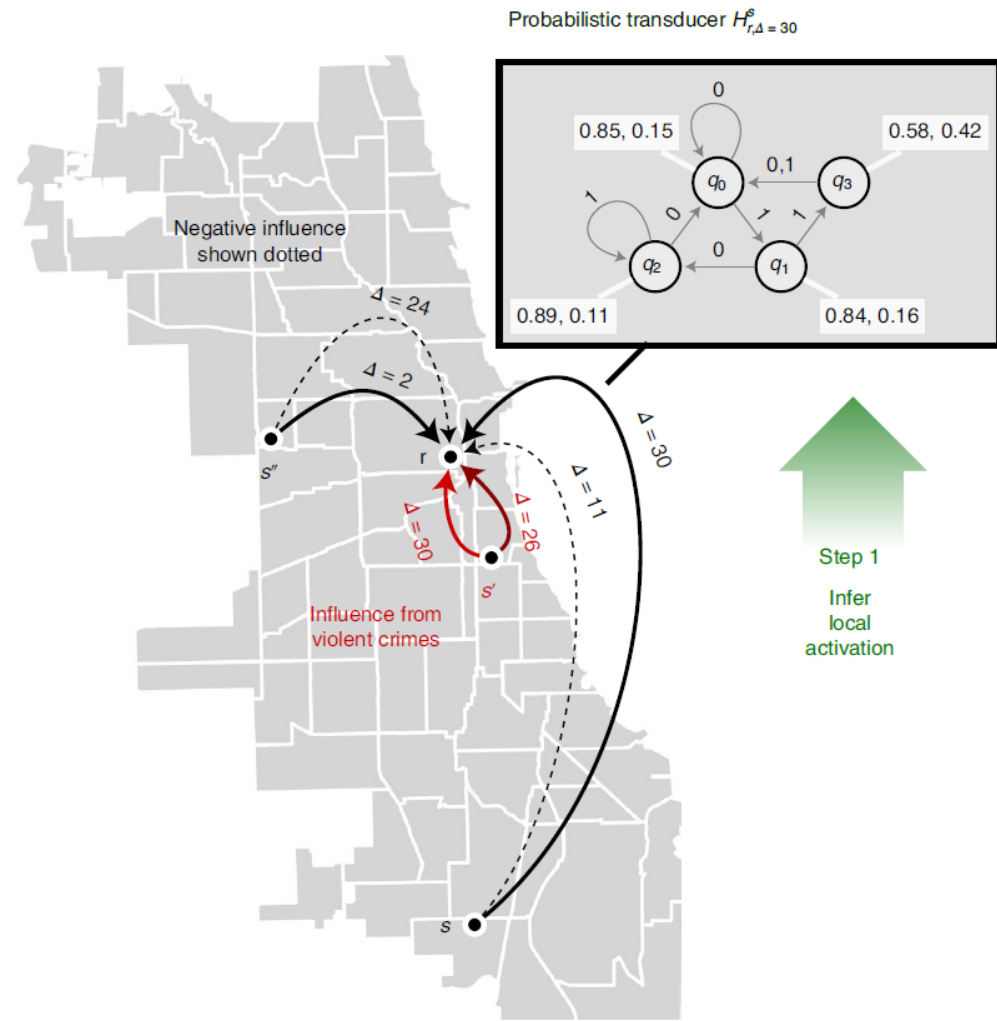 Probabilistic transducer H^s_{r,Δ = 30}
0
0.85, 0.15
0.58, 0.42
q0
0,1
q3
1
0
1
1
q2
0
q1
0.89, 0.11
0.84, 0.16
Negative influence
shown dotted
Δ = 24
Δ = 2
s″
r
Δ = 30
Δ = 11
Δ = 30
Δ = 26
s′
Influence from
violent crimes
Step 1
Infer
local
activation
s